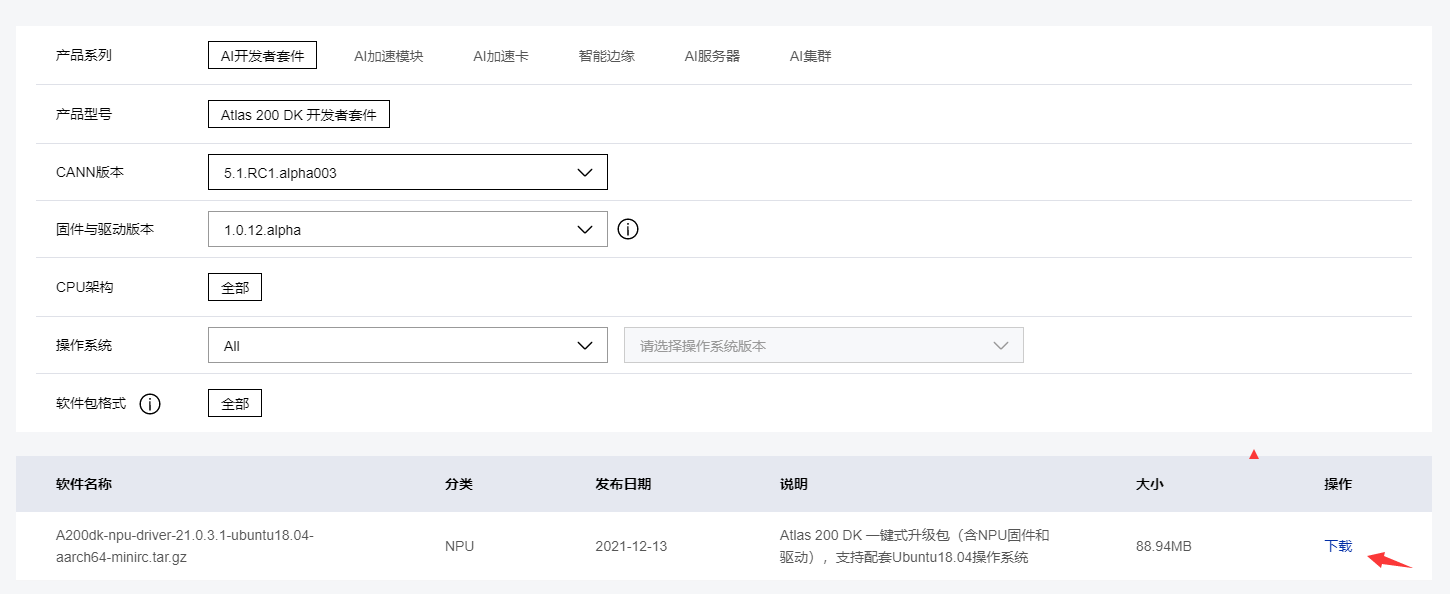 产品系列 AI开发者套件 AI加速模块 AI加速卡 智能边缘 AI服务器 AI集群
产品型号 Atlas 200 DK 开发者套件
CANN版本 5.1.RC1.alpha003
固件与驱动版本 1.0.12.alpha
CPU架构 全部
操作系统 All 请选择操作系统版本
软件包格式 全部
软件名称 分类 发布日期 说明 大小 操作
A200dk-npu-driver-21.0.3.1-ubuntu18.04-
aarch64-minirc.tar.gz
NPU
2021-12-13
Atlas 200 DK 一键式升级包（含NPU固件和
驱动），支持配套Ubuntu18.04操作系统
88.94MB
下载